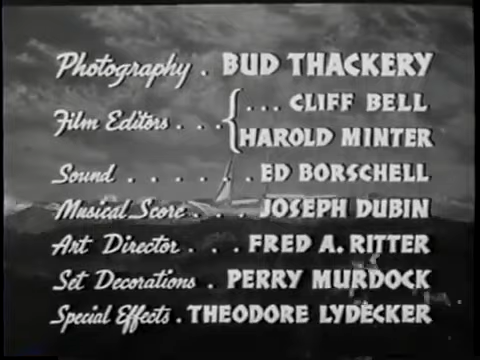 Photography . BUD THACKERY
Film Editors . . . { . . . CLIFF BELL
HAROLD MINTER
Sound . . . . . . ED BORSCHELL
Musical Score . . . JOSEPH DUBIN
Art Director . . . FRED A. RITTER
Set Decorations . PERRY MURDOCK
Special Effects . THEODORE LYDECKER